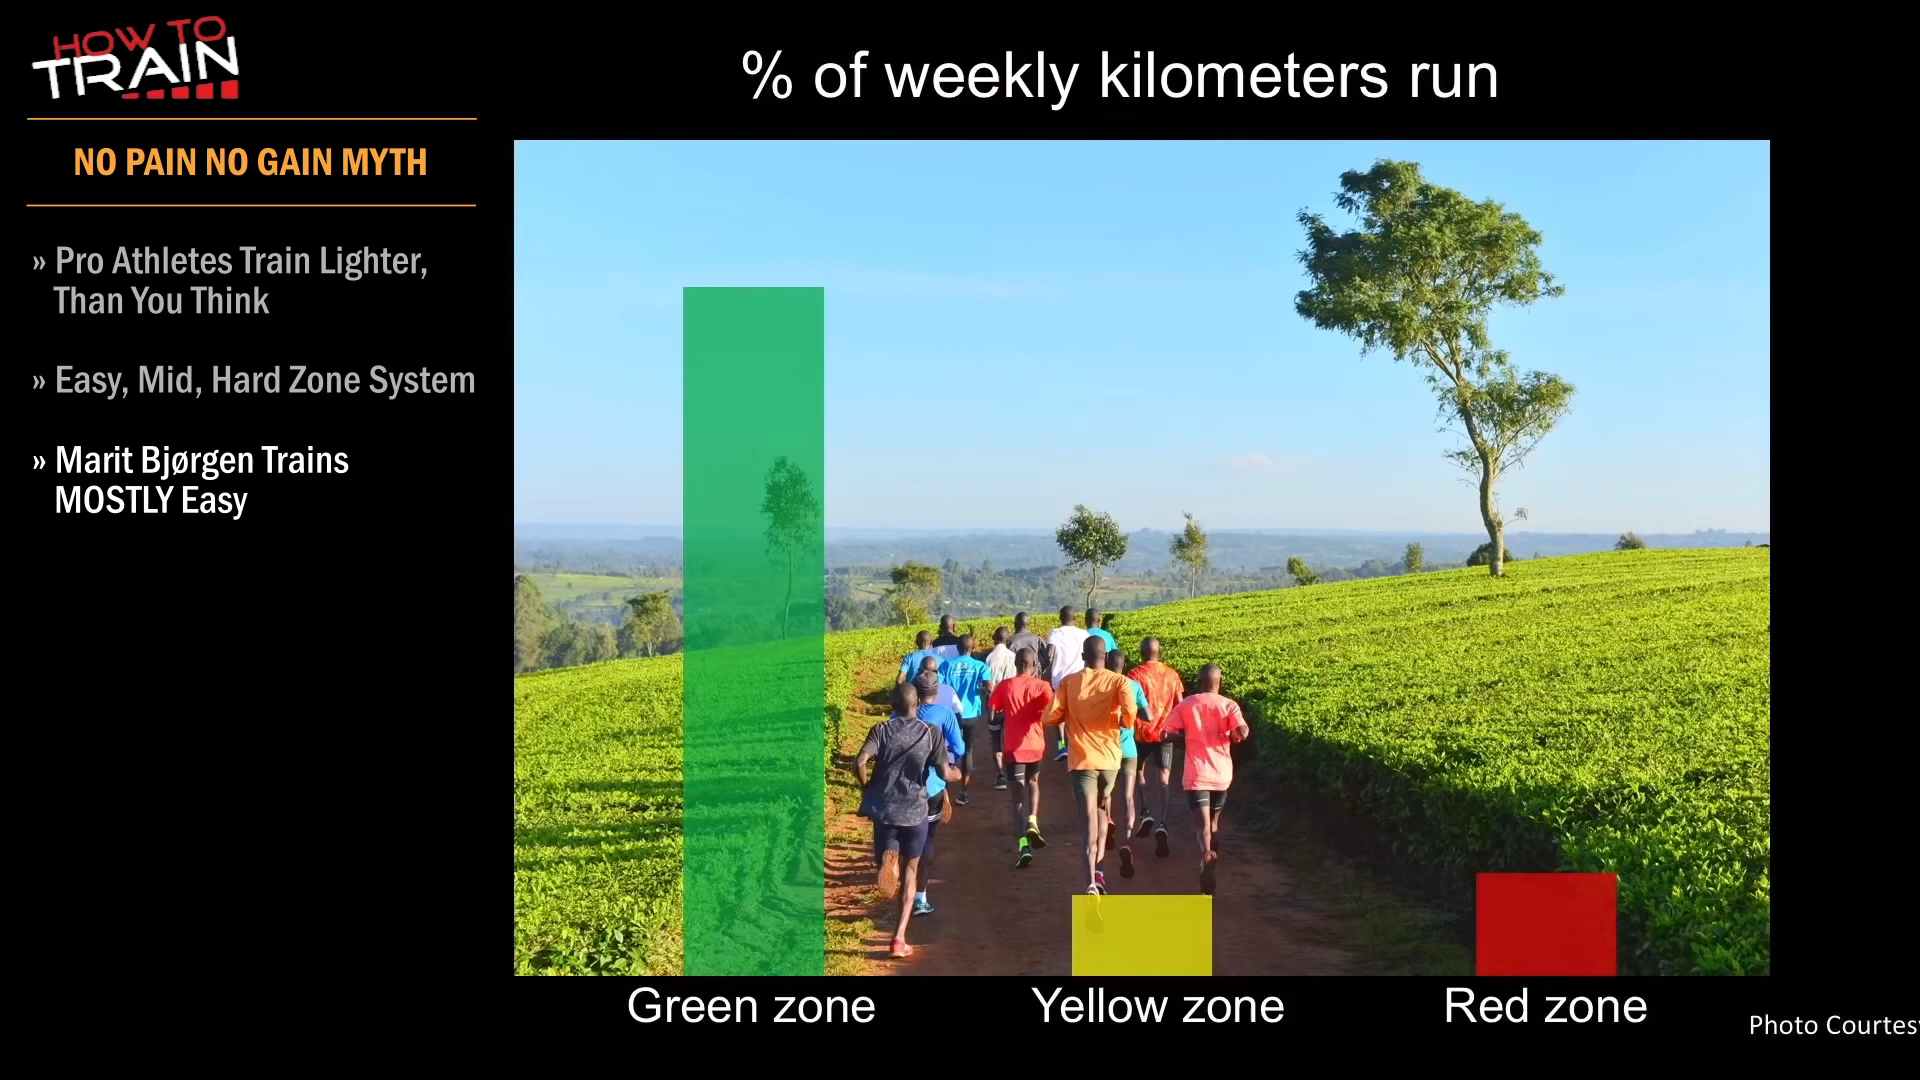 HOW TO
TRAIN
% of weekly kilometers run
NO PAIN NO GAIN MYTH
» Pro Athletes Train Lighter,
Than You Think
» Easy, Mid, Hard Zone System
» Marit Bjørgen Trains
MOSTLY Easy
Green zone
Yellow zone
Red zone
Photo Courtesy